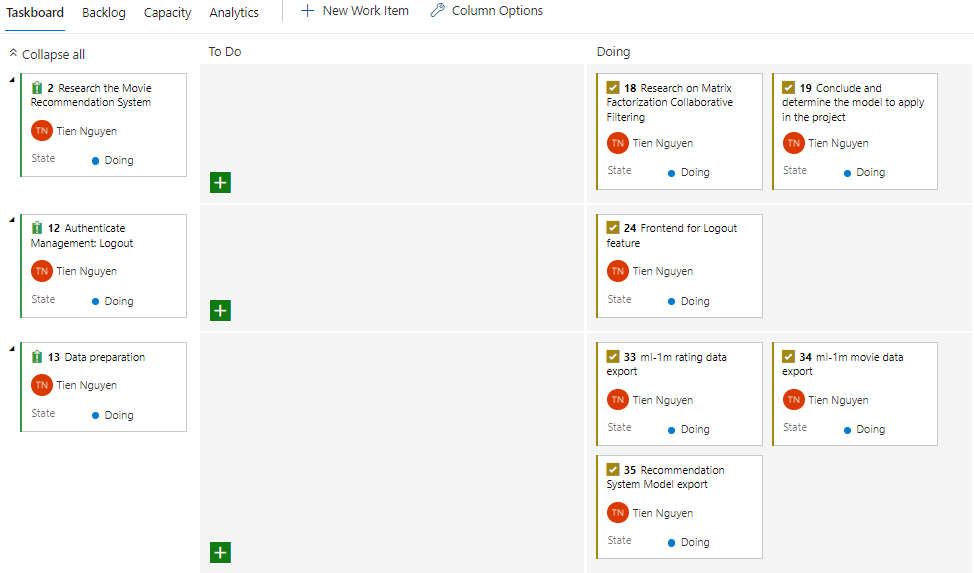 Taskboard Backlog Capacity Analytics New Work Item Column Options
Collapse all
To Do
Doing
2 Research the Movie
Recommendation System
TN Tien Nguyen
State Doing
18 Research on Matrix
Factorization Collaborative
Filtering
TN Tien Nguyen
State Doing
19 Conclude and
determine the model to apply
in the project
TN Tien Nguyen
State Doing
12 Authenticate
Management: Logout
TN Tien Nguyen
State Doing
24 Frontend for Logout
feature
TN Tien Nguyen
State Doing
13 Data preparation
TN Tien Nguyen
State Doing
33 ml-1m rating data
export
TN Tien Nguyen
State Doing
34 ml-1m movie data
export
TN Tien Nguyen
State Doing
35 Recommendation
System Model export
TN Tien Nguyen
State Doing